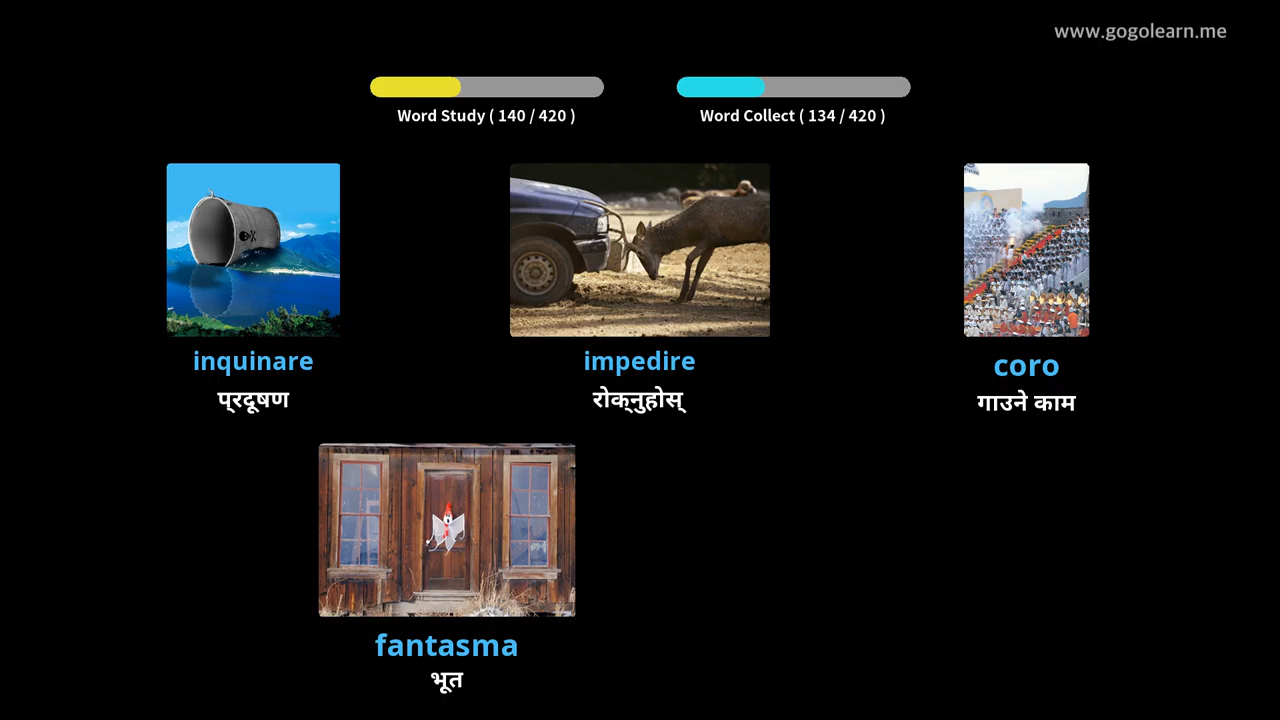 www.gogolearn.me
Word Study ( 140 / 420 )
Word Collect ( 134 / 420 )
inquinare
प्रदूषण
impedire
रोक्नुहोस्
coro
गाउने काम
fantasma
भूत